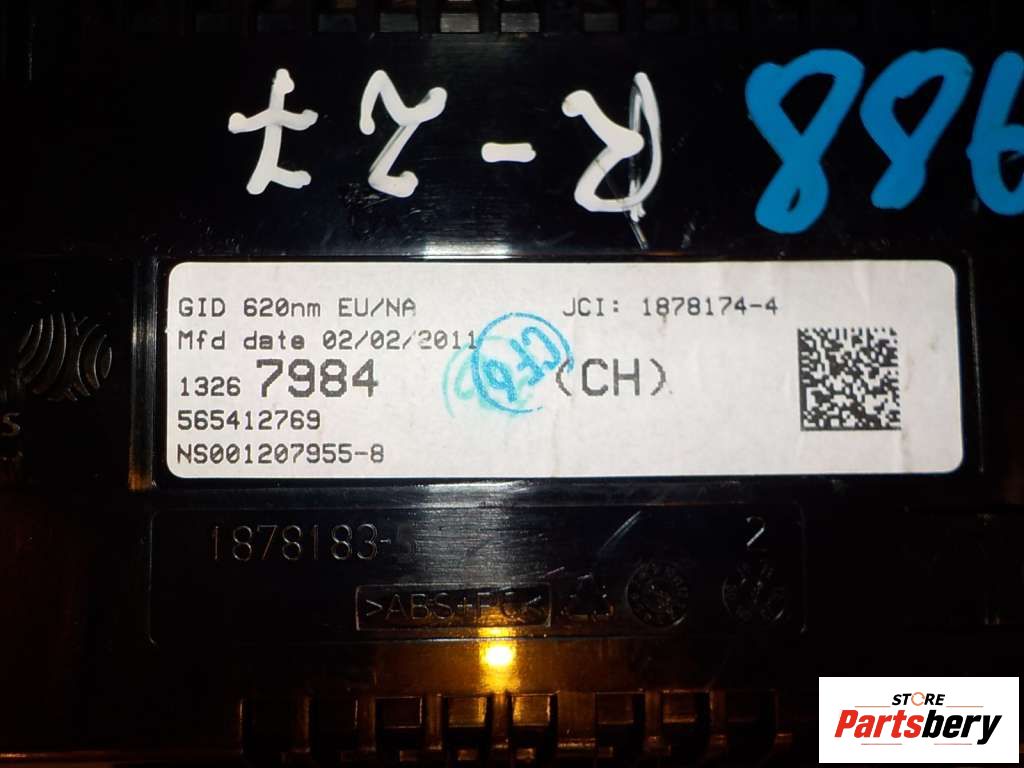 R-27
988
GID 620nm EU/NA JCI: 1878174-4
Mfd date 02/02/2011
1326 7984 (CH)
565412769
NS001207955-8
1878183-5
2
>ABS+PC<
STORE
Partsbery